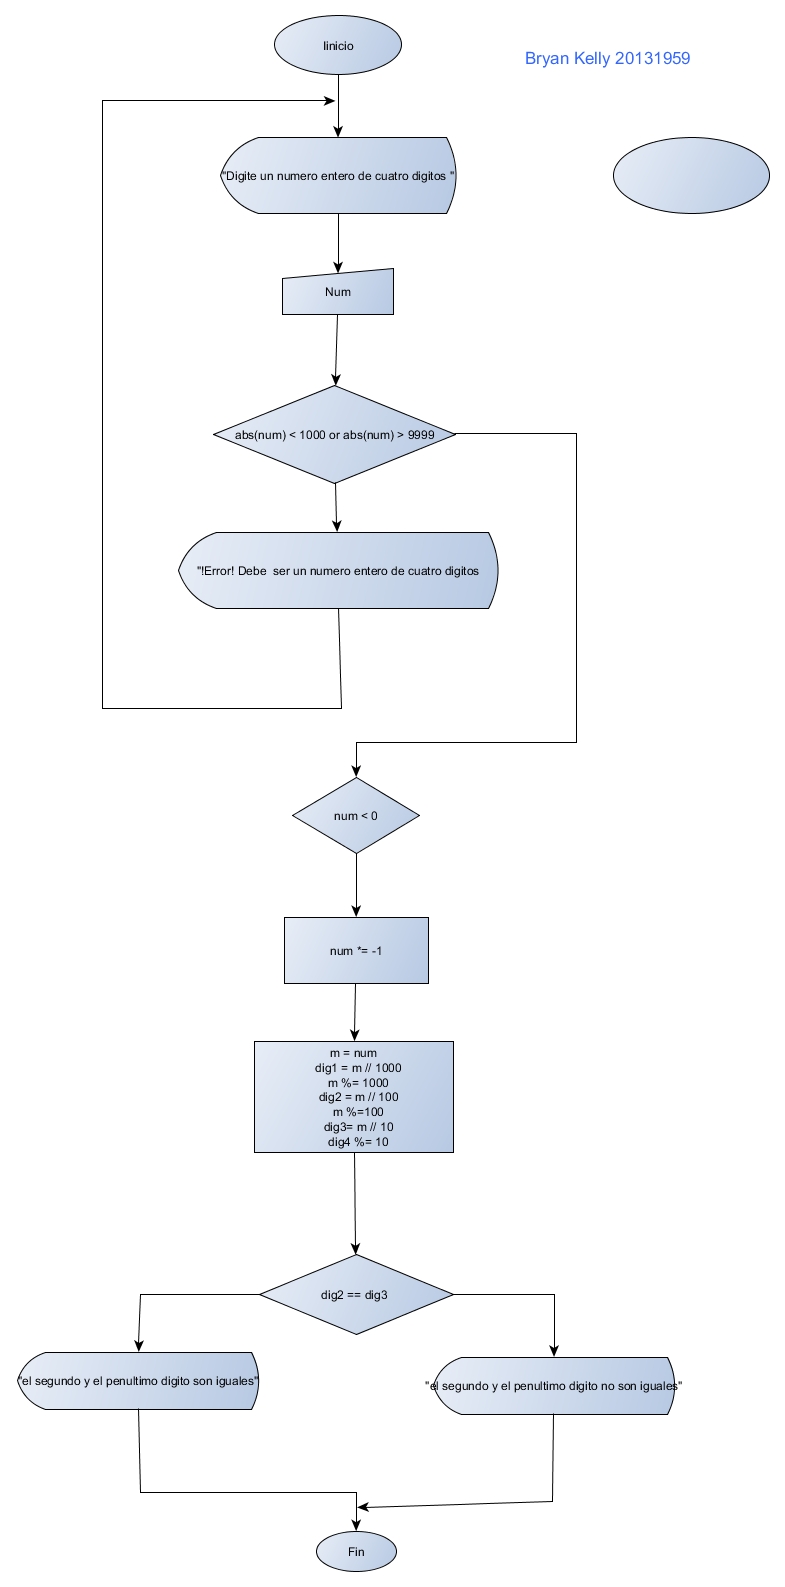 Iinicio
Bryan Kelly 20131959
"Digite un numero entero de cuatro digitos "
Num
abs(num) < 1000 or abs(num) > 9999
"!Error! Debe  ser un numero entero de cuatro digitos
num < 0
num *= -1
m = num
dig1 = m // 1000
m %= 1000
dig2 = m // 100
m %=100
dig3= m // 10
dig4 %= 10
dig2 == dig3
"el segundo y el penultimo digito son iguales"
"el segundo y el penultimo digito no son iguales"
Fin